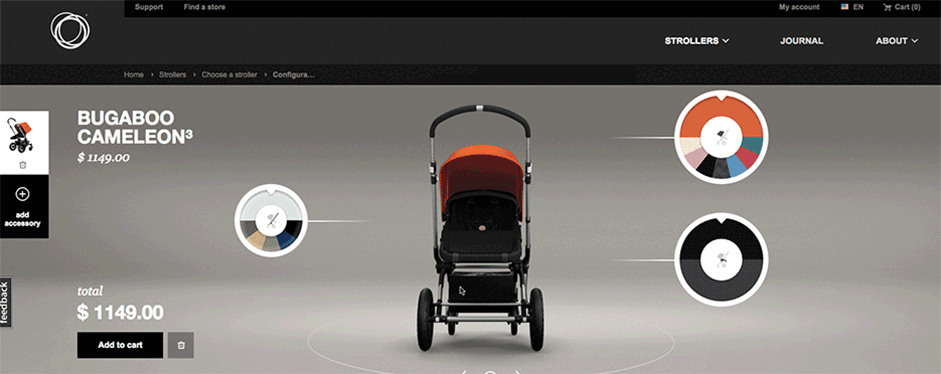 Support
Find a store
My account
EN
Cart (0)
STROLLERS
JOURNAL
ABOUT
Home › Strollers › Choose a stroller › Configura...
BUGABOO
CAMELEON³
$ 1149.00
add
accessory
feedback
total
$ 1149.00
Add to cart